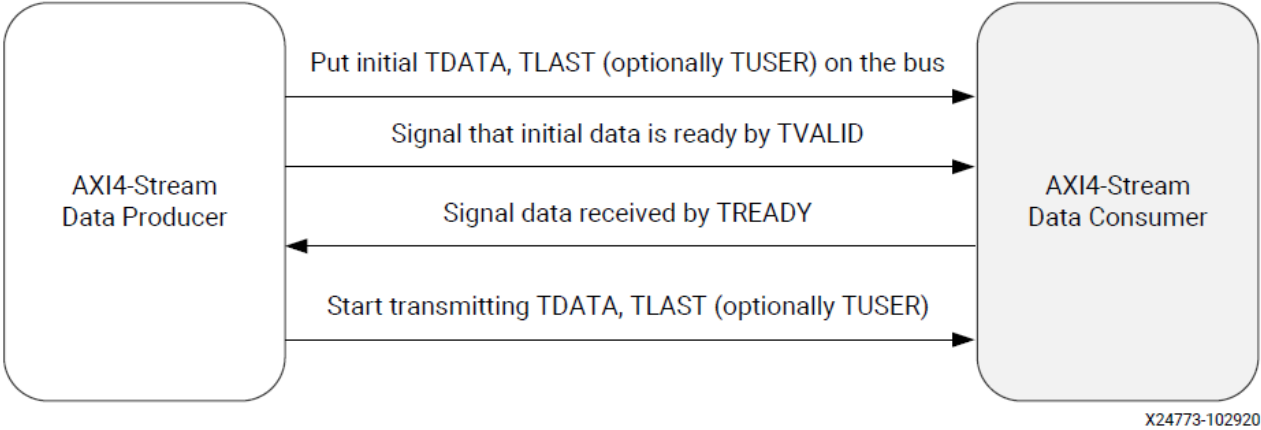 Put initial TDATA, TLAST (optionally TUSER) on the bus
Signal that initial data is ready by TVALID
AXI4-Stream
Data Producer
Signal data received by TREADY
AXI4-Stream
Data Consumer
Start transmitting TDATA, TLAST (optionally TUSER)
X24773-102920